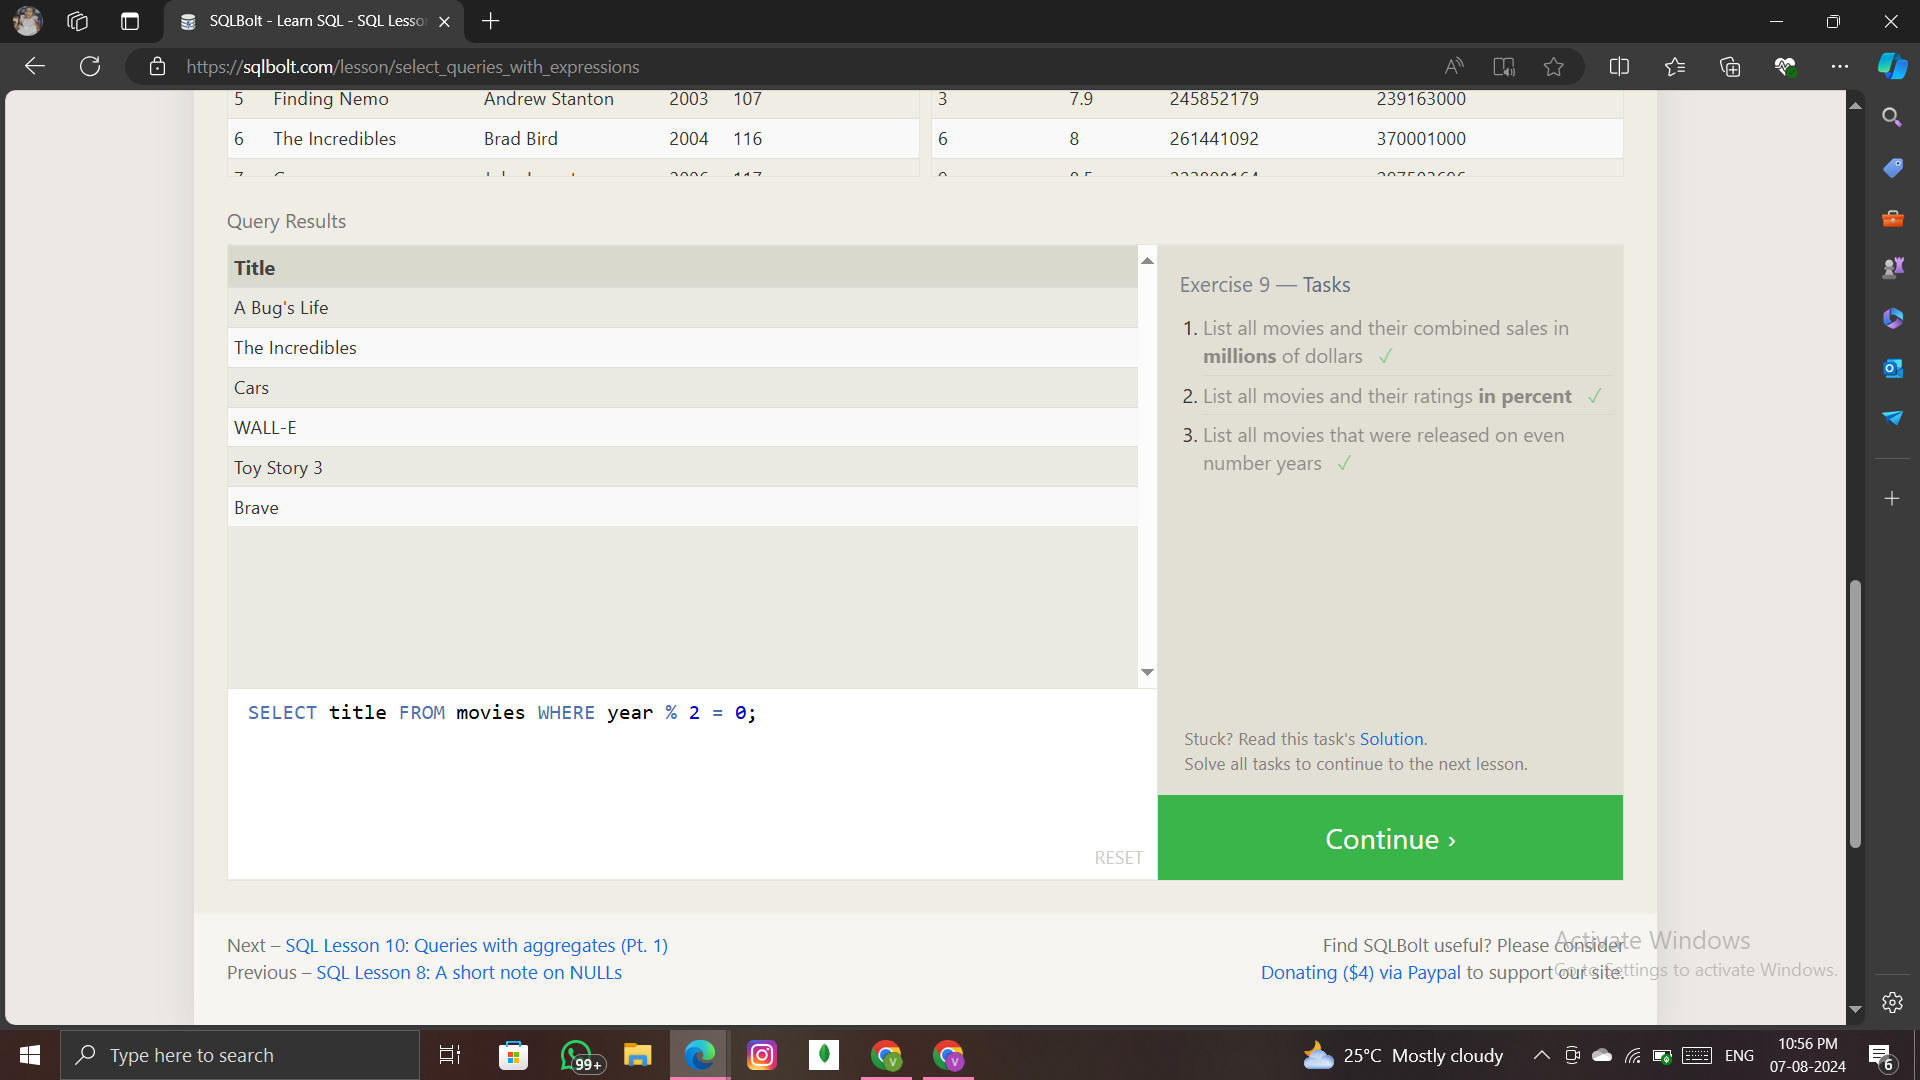 SQLBolt - Learn SQL - SQL Lesso
https://sqlbolt.com/lesson/select_queries_with_expressions
5 Finding Nemo Andrew Stanton 2003 107 3 7.9 245852179 239163000
6 The Incredibles Brad Bird 2004 116 6 8 261441092 370001000
Query Results
Title
A Bug's Life
The Incredibles
Cars
WALL-E
Toy Story 3
Brave
Exercise 9 — Tasks
1. List all movies and their combined sales in
millions of dollars ✓
2. List all movies and their ratings in percent ✓
3. List all movies that were released on even
number years ✓
SELECT title FROM movies WHERE year % 2 = 0;
RESET
Stuck? Read this task's Solution.
Solve all tasks to continue to the next lesson.
Continue ›
Next – SQL Lesson 10: Queries with aggregates (Pt. 1)
Previous – SQL Lesson 8: A short note on NULLs
Find SQLBolt useful? Please consider
Donating ($4) via Paypal to support our site.
Activate Windows
Go to Settings to activate Windows.
Type here to search
99+
25°C Mostly cloudy
ENG
10:56 PM
07-08-2024
6